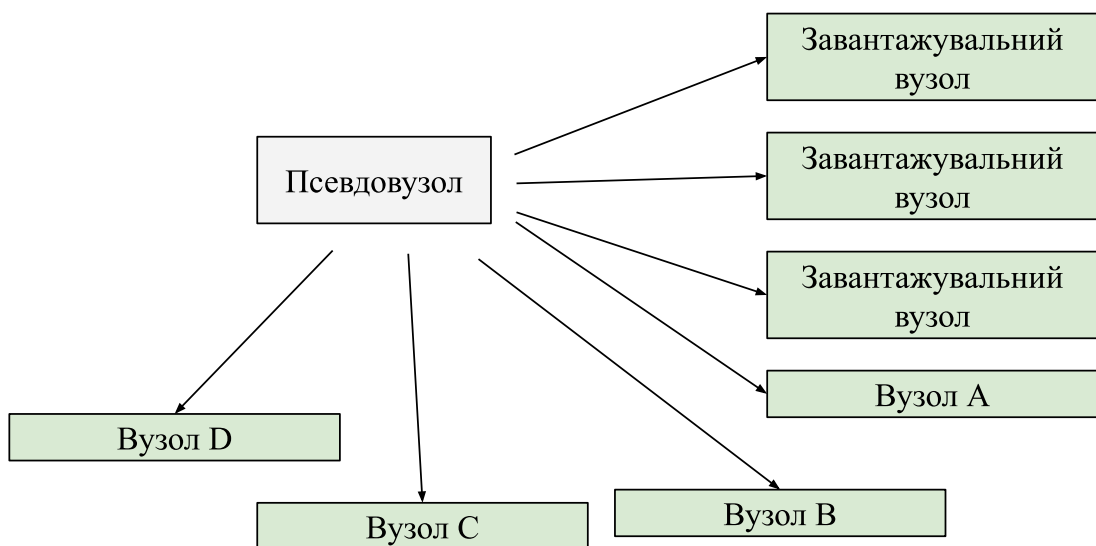 Завантажувальний
вузол
Псевдовузол
Завантажувальний
вузол
Завантажувальний
вузол
Вузол A
Вузол D
Вузол B
Вузол C